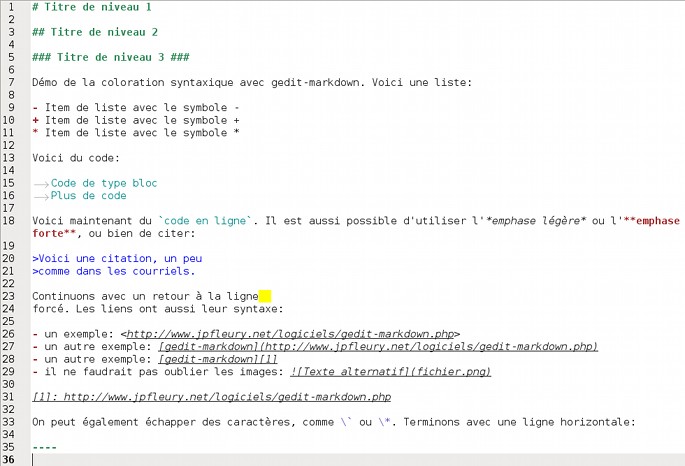 1 # Titre de niveau 1
2
3 ## Titre de niveau 2
4
5 ### Titre de niveau 3 ###
6
7 Démo de la coloration syntaxique avec gedit-markdown. Voici une liste:
8
9 - Item de liste avec le symbole -
10 + Item de liste avec le symbole +
11 * Item de liste avec le symbole *
12
13 Voici du code:
14
15 →Code de type bloc
16 →Plus de code
17
18 Voici maintenant du `code en ligne`. Il est aussi possible d'utiliser l'*emphase légère* ou l'**emphase
forte**, ou bien de citer:
19
20 >Voici une citation, un peu
21 >comme dans les courriels.
22
23 Continuons avec un retour à la ligne
24 forcé. Les liens ont aussi leur syntaxe:
25
26 - un exemple: <http://www.jpfleury.net/logiciels/gedit-markdown.php>
27 - un autre exemple: [gedit-markdown](http://www.jpfleury.net/logiciels/gedit-markdown.php)
28 - un autre exemple: [gedit-markdown][1]
29 - il ne faudrait pas oublier les images: ![Texte alternatif](fichier.png)
30
31 [1]: http://www.jpfleury.net/logiciels/gedit-markdown.php
32
33 On peut également échapper des caractères, comme \` ou \*. Terminons avec une ligne horizontale:
34
35 ----
36